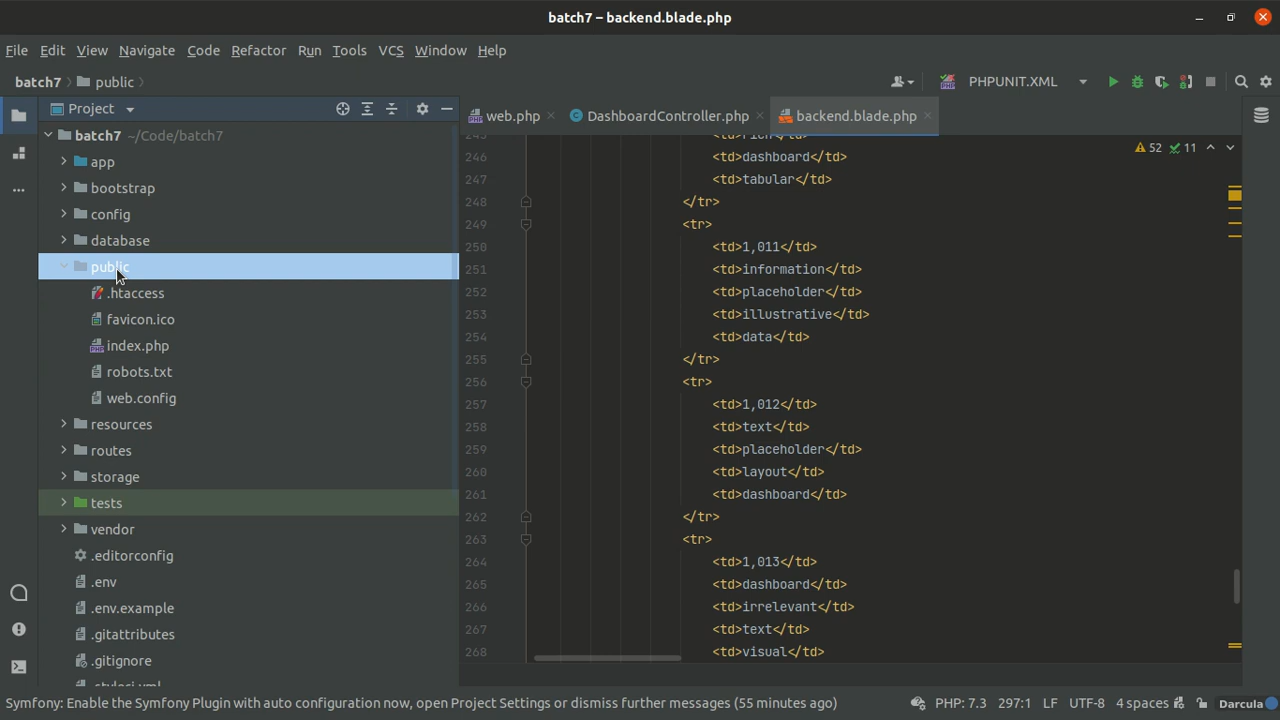 batch7 – backend.blade.php
File Edit View Navigate Code Refactor Run Tools VCS Window Help
batch7 public PHPUNIT.XML
Project
web.php DashboardController.php backend.blade.php
batch7 ~/Code/batch7
app
bootstrap
config
database
public
.htaccess
favicon.ico
index.php
robots.txt
web.config
resources
routes
storage
tests
vendor
.editorconfig
.env
.env.example
.gitattributes
.gitignore
.styleci.yml
52 11
246 <td>dashboard</td>
247 <td>tabular</td>
248 </tr>
249 <tr>
250 <td>1,011</td>
251 <td>information</td>
252 <td>placeholder</td>
253 <td>illustrative</td>
254 <td>data</td>
255 </tr>
256 <tr>
257 <td>1,012</td>
258 <td>text</td>
259 <td>placeholder</td>
260 <td>layout</td>
261 <td>dashboard</td>
262 </tr>
263 <tr>
264 <td>1,013</td>
265 <td>dashboard</td>
266 <td>irrelevant</td>
267 <td>text</td>
268 <td>visual</td>
Symfony: Enable the Symfony Plugin with auto configuration now, open Project Settings or dismiss further messages (55 minutes ago) PHP: 7.3 297:1 LF UTF-8 4 spaces Darcula